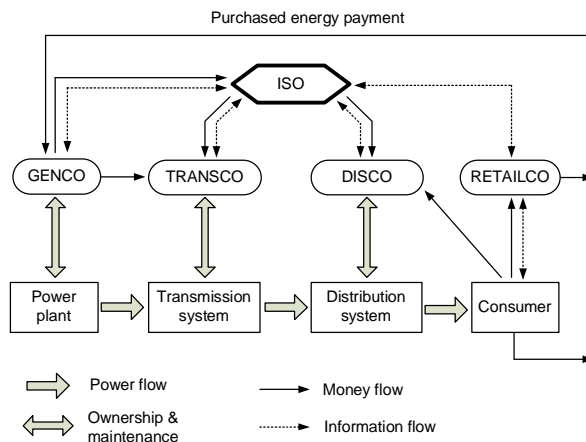 Purchased energy payment
ISO
GENCO
TRANSCO
DISCO
RETAILCO
Power
plant
Transmission
system
Distribution
system
Consumer
Power flow
Money flow
Ownership &
maintenance
Information flow